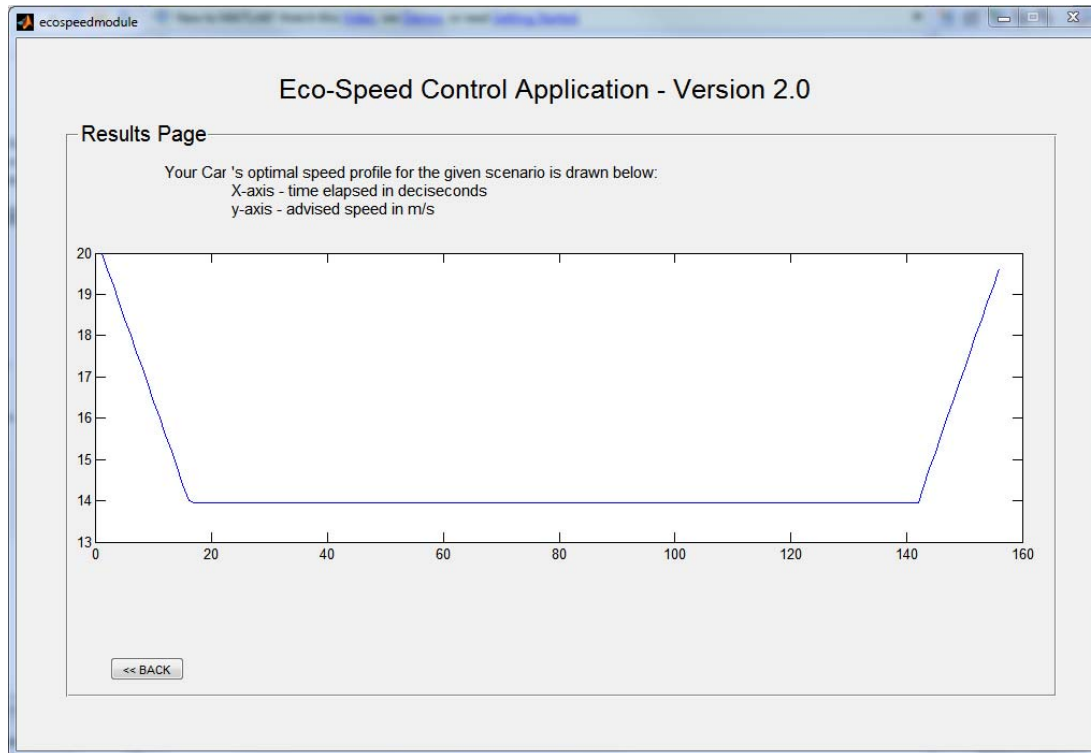 ecospeedmodule
Eco-Speed Control Application - Version 2.0
Results Page
Your Car 's optimal speed profile for the given scenario is drawn below:
X-axis - time elapsed in deciseconds
y-axis - advised speed in m/s
20
19
18
17
16
15
14
13
0 20 40 60 80 100 120 140 160
<< BACK